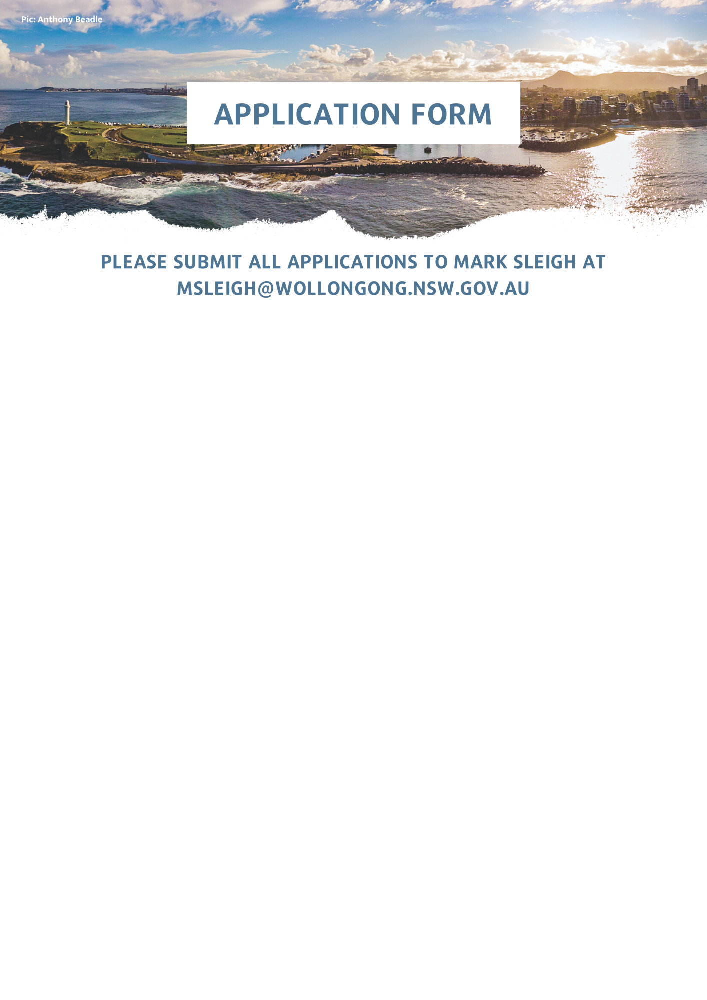 Pic: Anthony Beadle
APPLICATION FORM
PLEASE SUBMIT ALL APPLICATIONS TO MARK SLEIGH AT
MSLEIGH@WOLLONGONG.NSW.GOV.AU